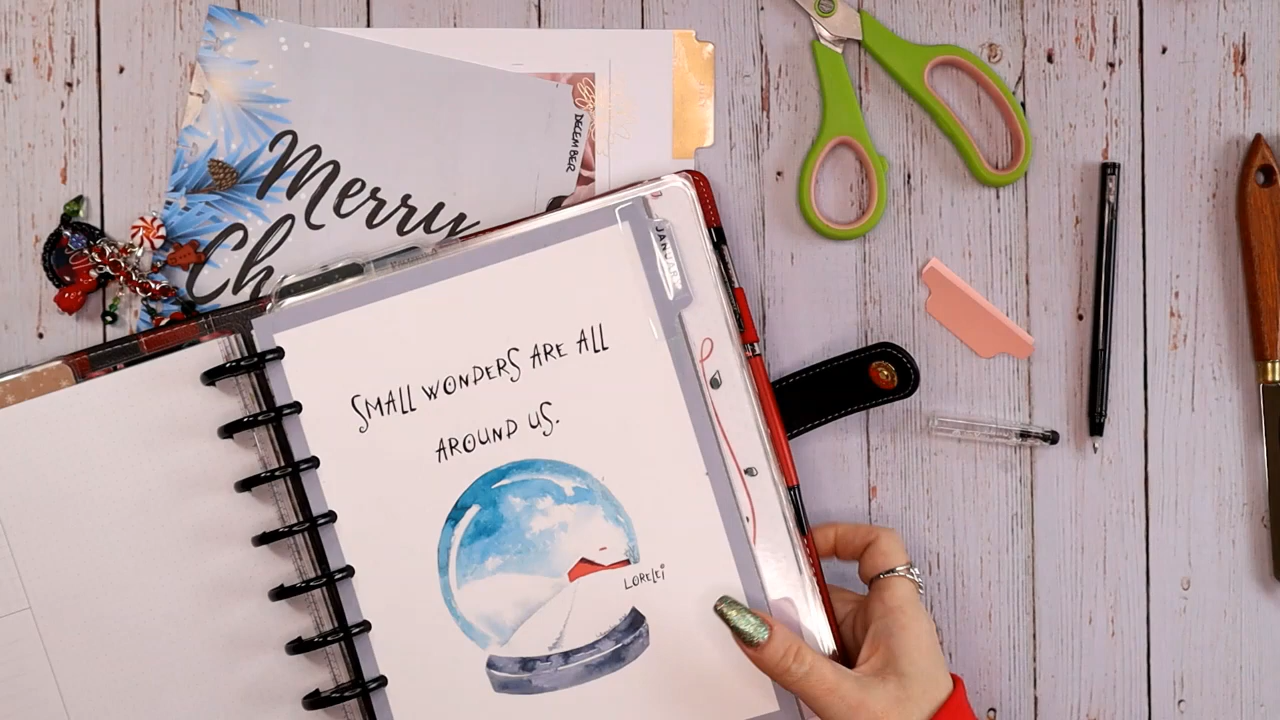 Merry
Ch
DECEMBER
JANUARY
SMALL WONDERS ARE ALL
AROUND US.
LORELEI